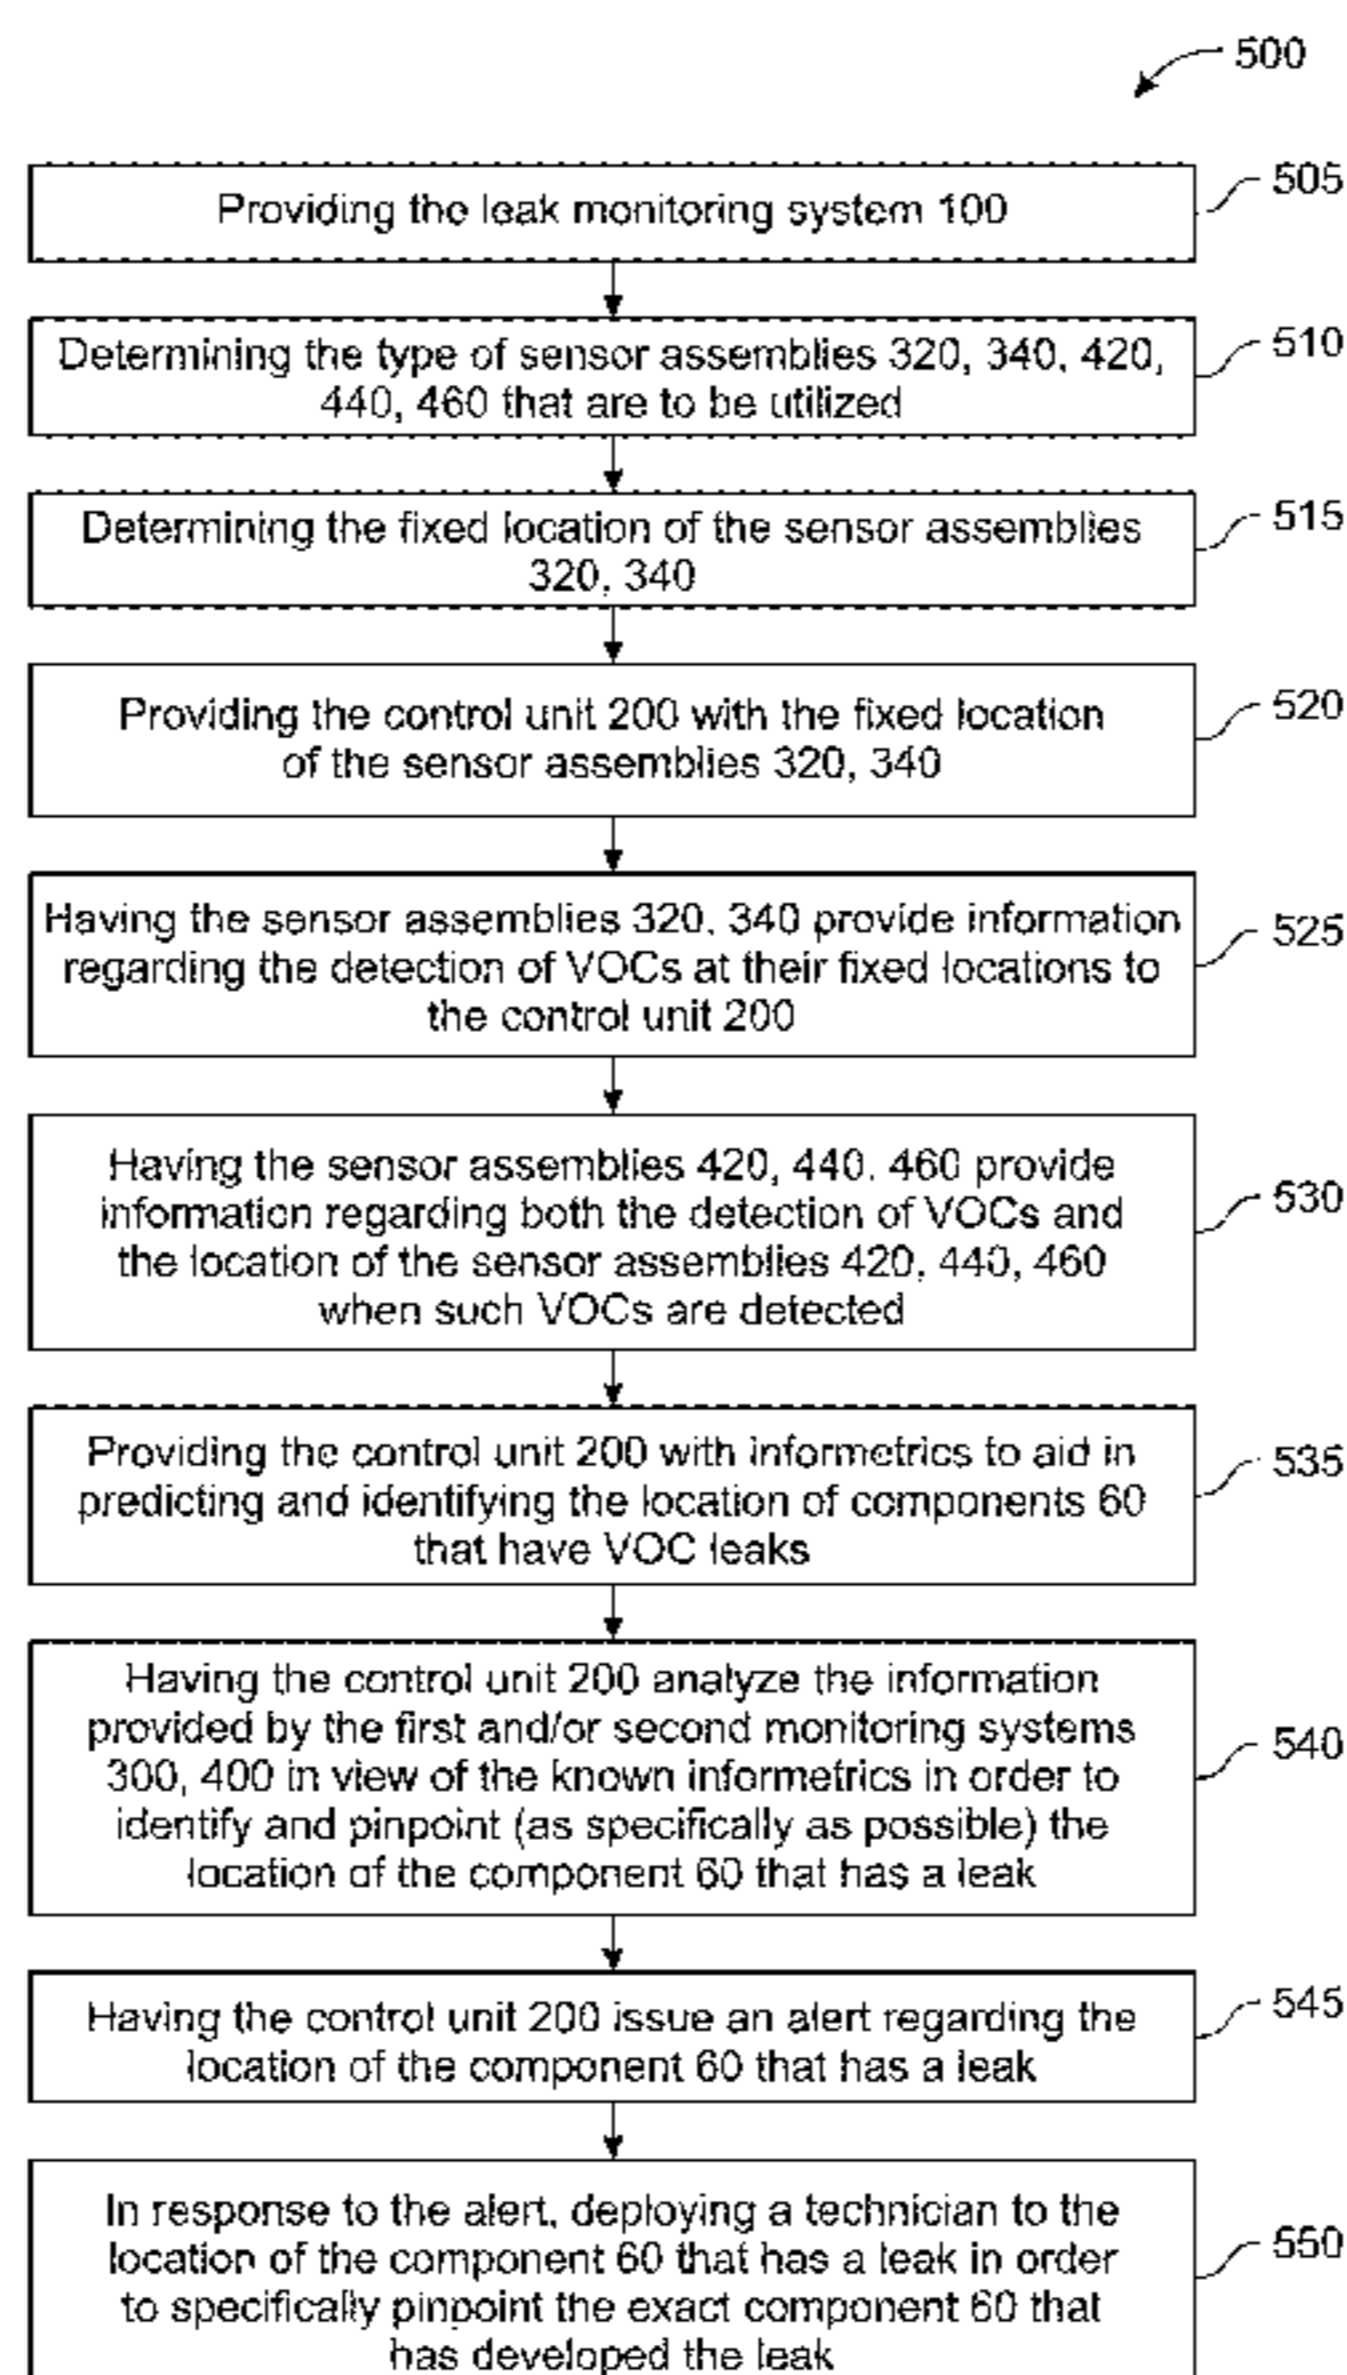 500
Providing the leak monitoring system 100
505
Determining the type of sensor assemblies 320, 340, 420,
440, 460 that are to be utilized
510
Determining the fixed location of the sensor assemblies
320, 340
515
Providing the control unit 200 with the fixed location
of the sensor assemblies 320, 340
520
Having the sensor assemblies 320, 340 provide information
regarding the detection of VOCs at their fixed locations to
the control unit 200
525
Having the sensor assemblies 420, 440, 460 provide
information regarding both the detection of VOCs and
the location of the sensor assemblies 420, 440, 460
when such VOCs are detected
530
Providing the control unit 200 with informetrics to aid in
predicting and identifying the location of components 60
that have VOC leaks
535
Having the control unit 200 analyze the information
provided by the first and/or second monitoring systems
300, 400 in view of the known informetrics in order to
identify and pinpoint (as specifically as possible) the
location of the component 60 that has a leak
540
Having the control unit 200 issue an alert regarding the
location of the component 60 that has a leak
545
In response to the alert, deploying a technician to the
location of the component 60 that has a leak in order
to specifically pinpoint the exact component 60 that
has developed the leak
550